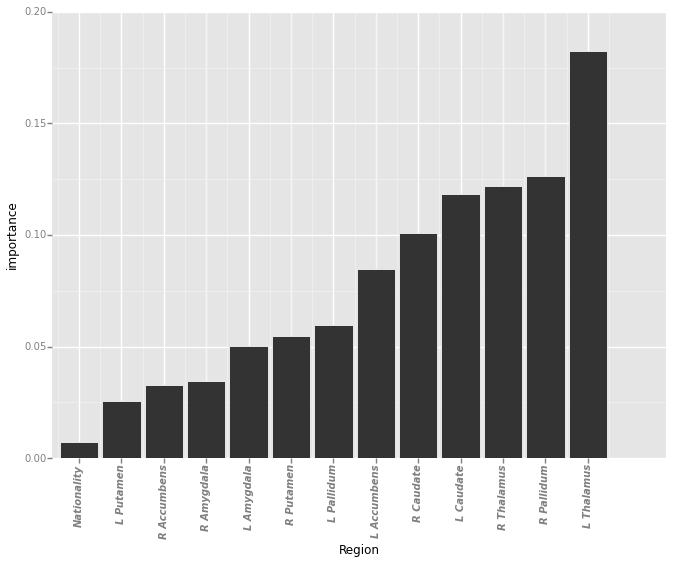 0.20
0.15
0.10
0.05
0.00
importance
Nationality
L Putamen
R Accumbens
R Amygdala
L Amygdala
R Putamen
L Pallidum
L Accumbens
R Caudate
L Caudate
R Thalamus
R Pallidum
L Thalamus
Region